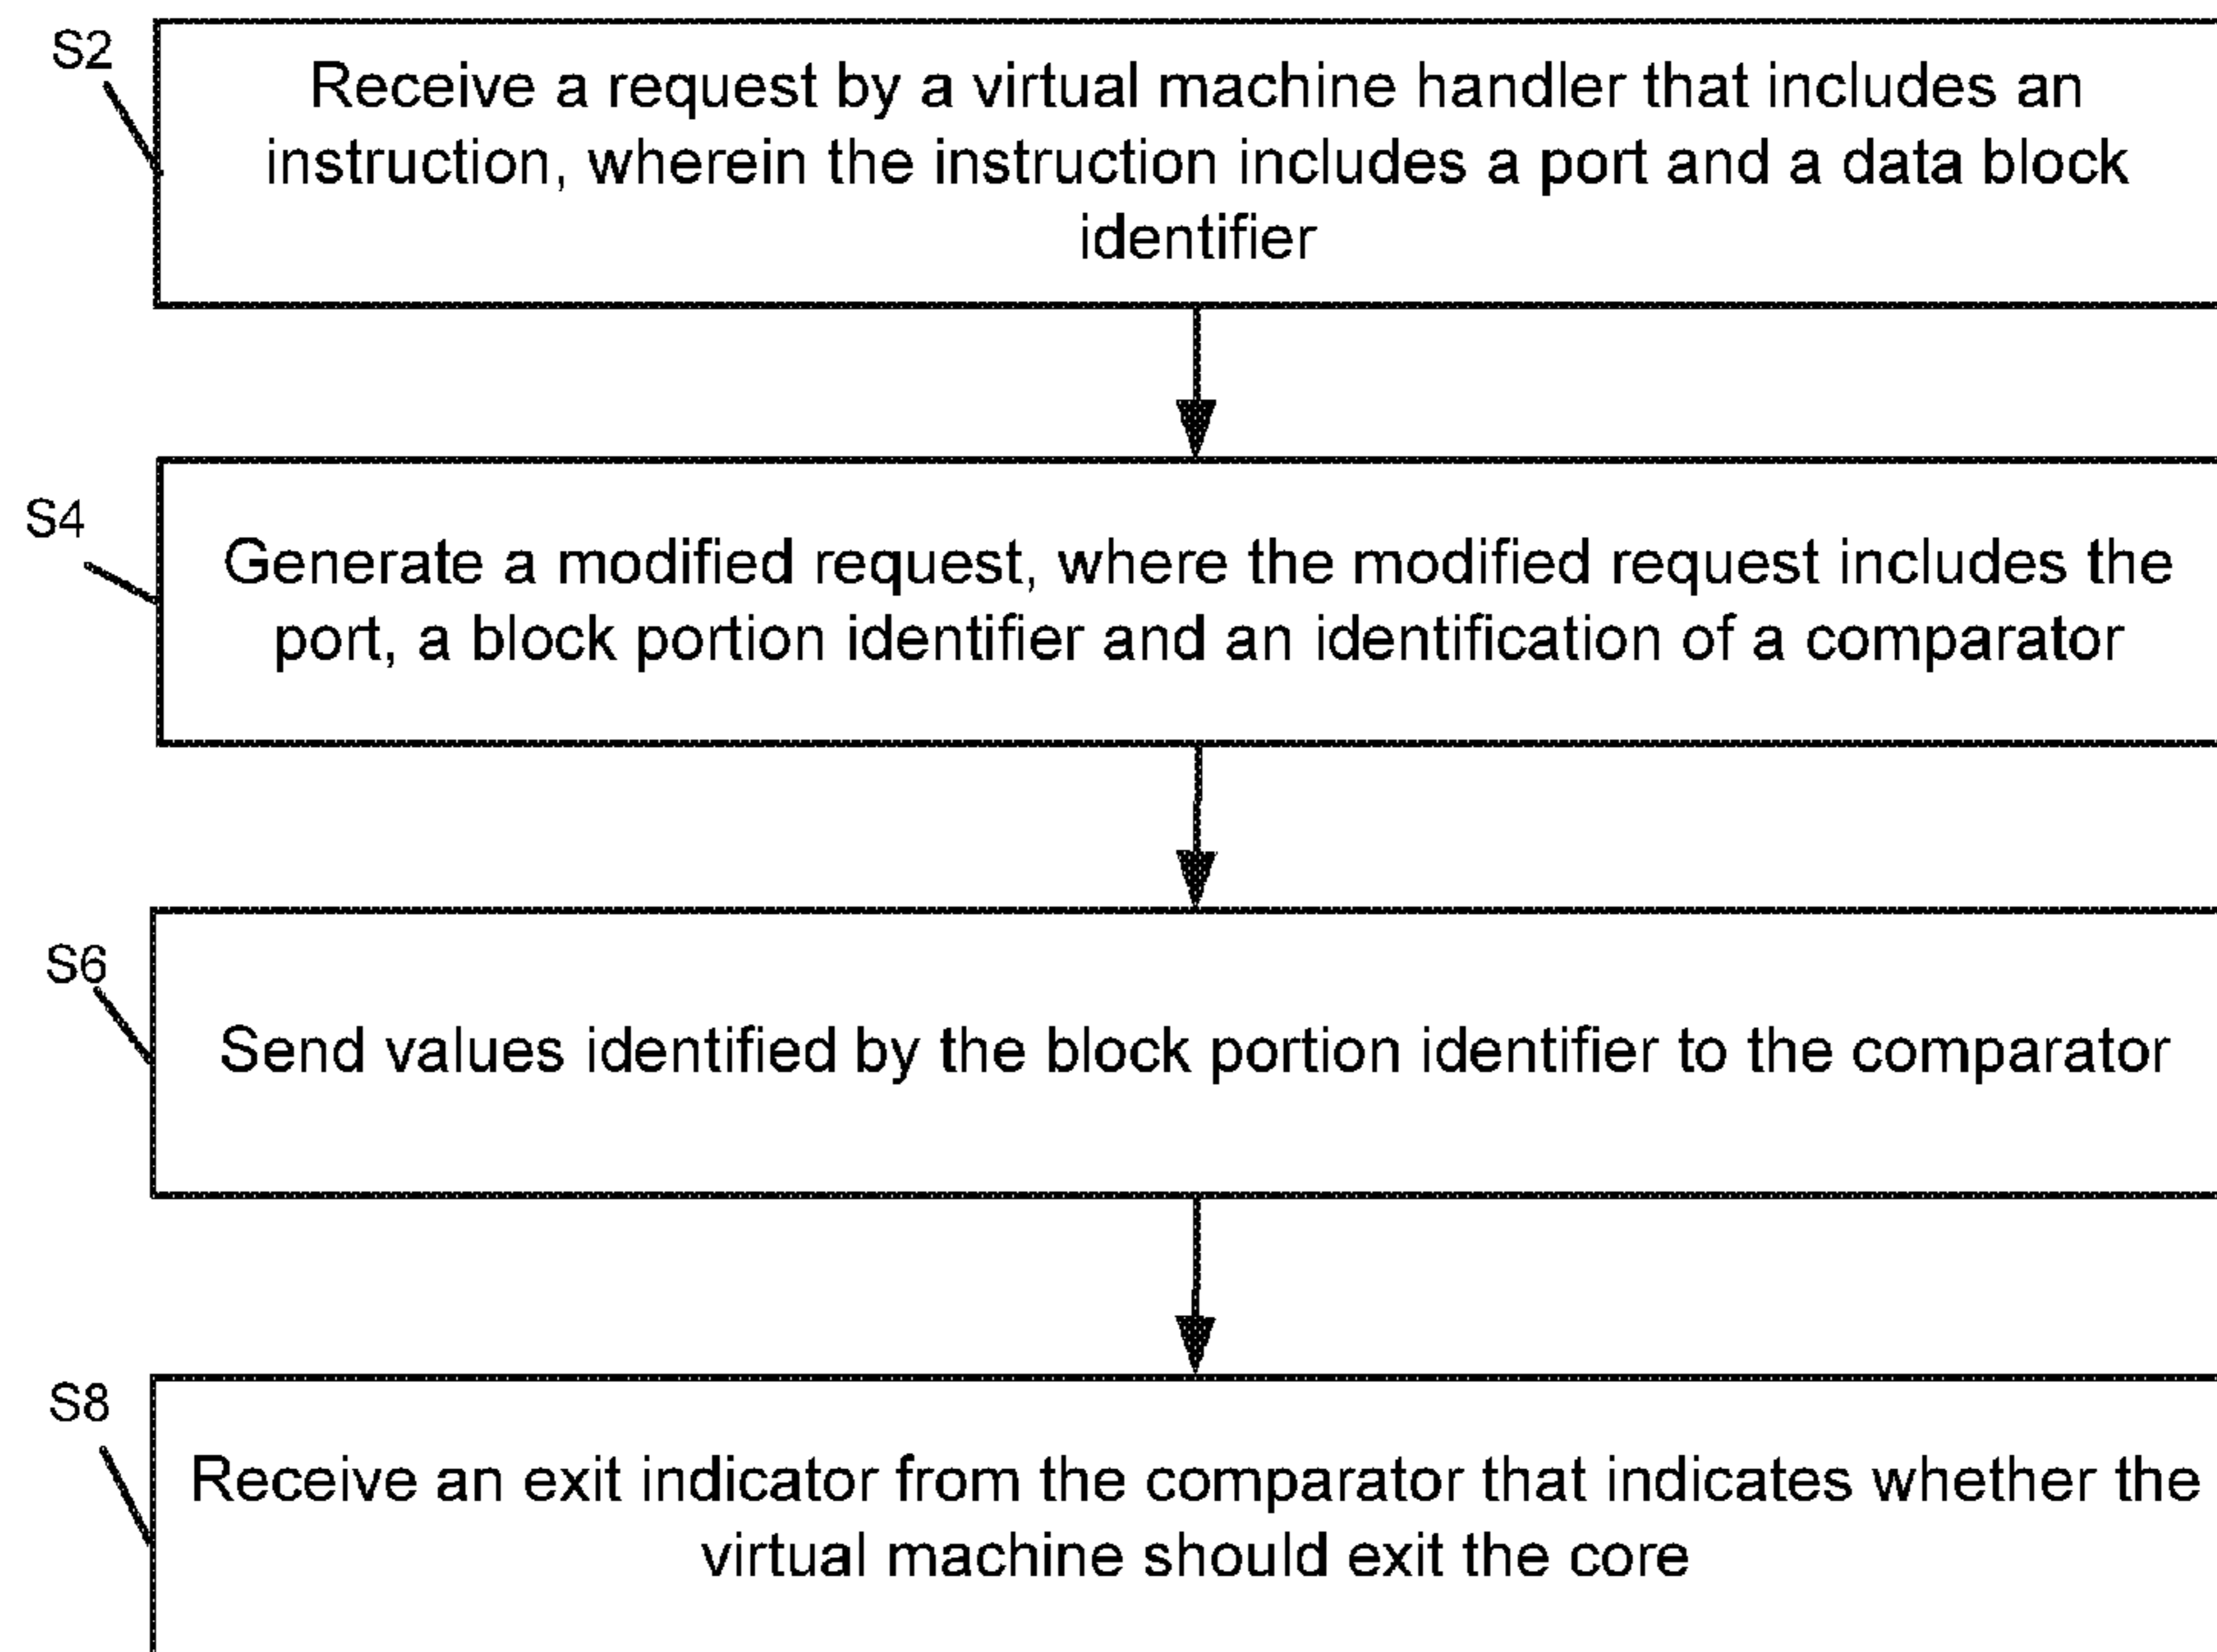 S2
Receive a request by a virtual machine handler that includes an
instruction, wherein the instruction includes a port and a data block
identifier
S4
Generate a modified request, where the modified request includes the
port, a block portion identifier and an identification of a comparator
S6
Send values identified by the block portion identifier to the comparator
S8
Receive an exit indicator from the comparator that indicates whether the
virtual machine should exit the core